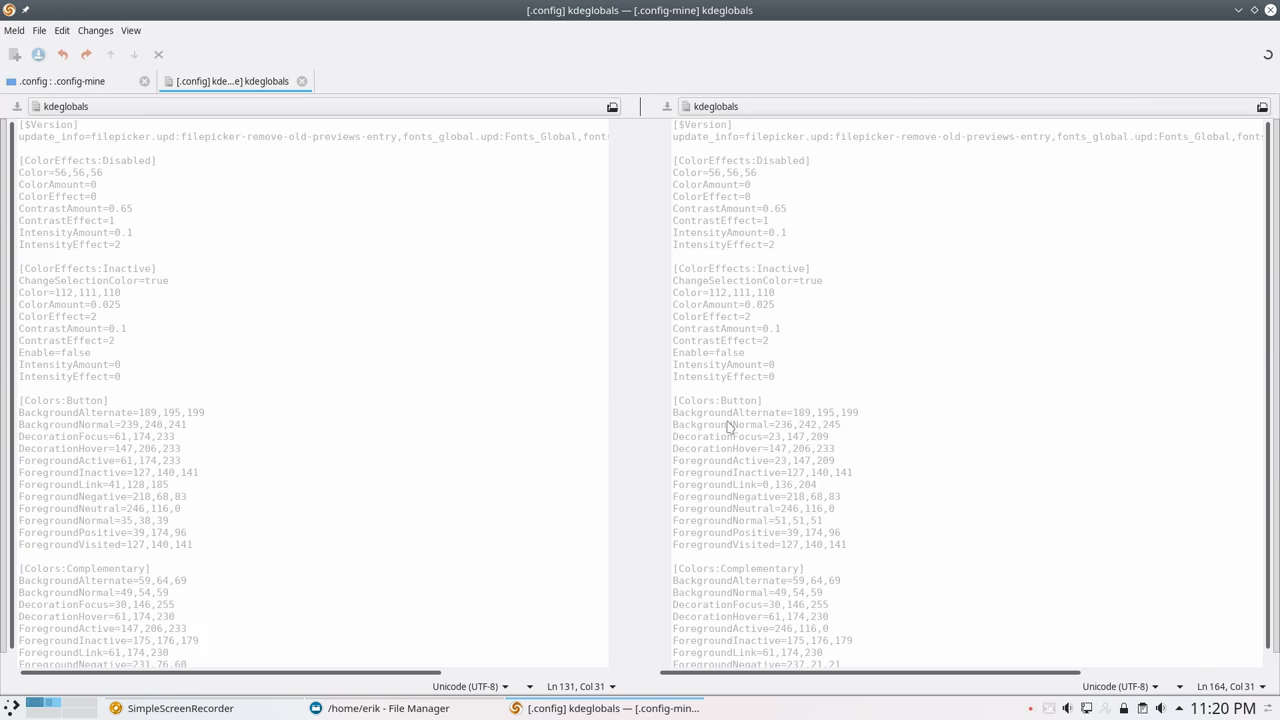 [.config] kdeglobals — [.config-mine] kdeglobals
Meld File Edit Changes View
.config : .config-mine
[.config] kde...e] kdeglobals
kdeglobals
[$Version]
update_info=filepicker.upd:filepicker-remove-old-previews-entry,fonts_global.upd:Fonts_Global,fonts
[ColorEffects:Disabled]
Color=56,56,56
ColorAmount=0
ColorEffect=0
ContrastAmount=0.65
ContrastEffect=1
IntensityAmount=0.1
IntensityEffect=2
[ColorEffects:Inactive]
ChangeSelectionColor=true
Color=112,111,110
ColorAmount=0.025
ColorEffect=2
ContrastAmount=0.1
ContrastEffect=2
Enable=false
IntensityAmount=0
IntensityEffect=0
[Colors:Button]
BackgroundAlternate=189,195,199
BackgroundNormal=239,240,241
DecorationFocus=61,174,233
DecorationHover=147,206,233
ForegroundActive=61,174,233
ForegroundInactive=127,140,141
ForegroundLink=41,128,185
ForegroundNegative=218,68,83
ForegroundNeutral=246,116,0
ForegroundNormal=35,38,39
ForegroundPositive=39,174,96
ForegroundVisited=127,140,141
[Colors:Complementary]
BackgroundAlternate=59,64,69
BackgroundNormal=49,54,59
DecorationFocus=30,146,255
DecorationHover=61,174,230
ForegroundActive=147,206,233
ForegroundInactive=175,176,179
ForegroundLink=61,174,230
ForegroundNegative=231,76,60
Unicode (UTF-8) Ln 131, Col 31
kdeglobals
[$Version]
update_info=filepicker.upd:filepicker-remove-old-previews-entry,fonts_global.upd:Fonts_Global,font
[ColorEffects:Disabled]
Color=56,56,56
ColorAmount=0
ColorEffect=0
ContrastAmount=0.65
ContrastEffect=1
IntensityAmount=0.1
IntensityEffect=2
[ColorEffects:Inactive]
ChangeSelectionColor=true
Color=112,111,110
ColorAmount=0.025
ColorEffect=2
ContrastAmount=0.1
ContrastEffect=2
Enable=false
IntensityAmount=0
IntensityEffect=0
[Colors:Button]
BackgroundAlternate=189,195,199
BackgroundNormal=236,242,245
DecorationFocus=23,147,209
DecorationHover=147,206,233
ForegroundActive=23,147,209
ForegroundInactive=127,140,141
ForegroundLink=0,136,204
ForegroundNegative=218,68,83
ForegroundNeutral=246,116,0
ForegroundNormal=51,51,51
ForegroundPositive=39,174,96
ForegroundVisited=127,140,141
[Colors:Complementary]
BackgroundAlternate=59,64,69
BackgroundNormal=49,54,59
DecorationFocus=30,146,255
DecorationHover=61,174,230
ForegroundActive=246,116,0
ForegroundInactive=175,176,179
ForegroundLink=61,174,230
ForegroundNegative=237,21,21
Unicode (UTF-8) Ln 164, Col 31
SimpleScreenRecorder
/home/erik - File Manager
[.config] kdeglobals — [.config-min...
11:20 PM